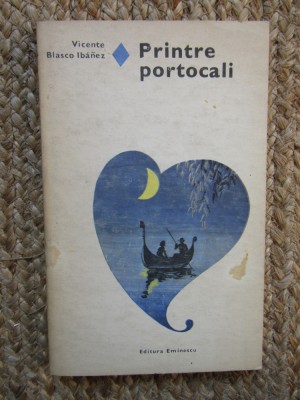 Vicente
Blasco Ibáñez
Printre
portocali
Editura Eminescu